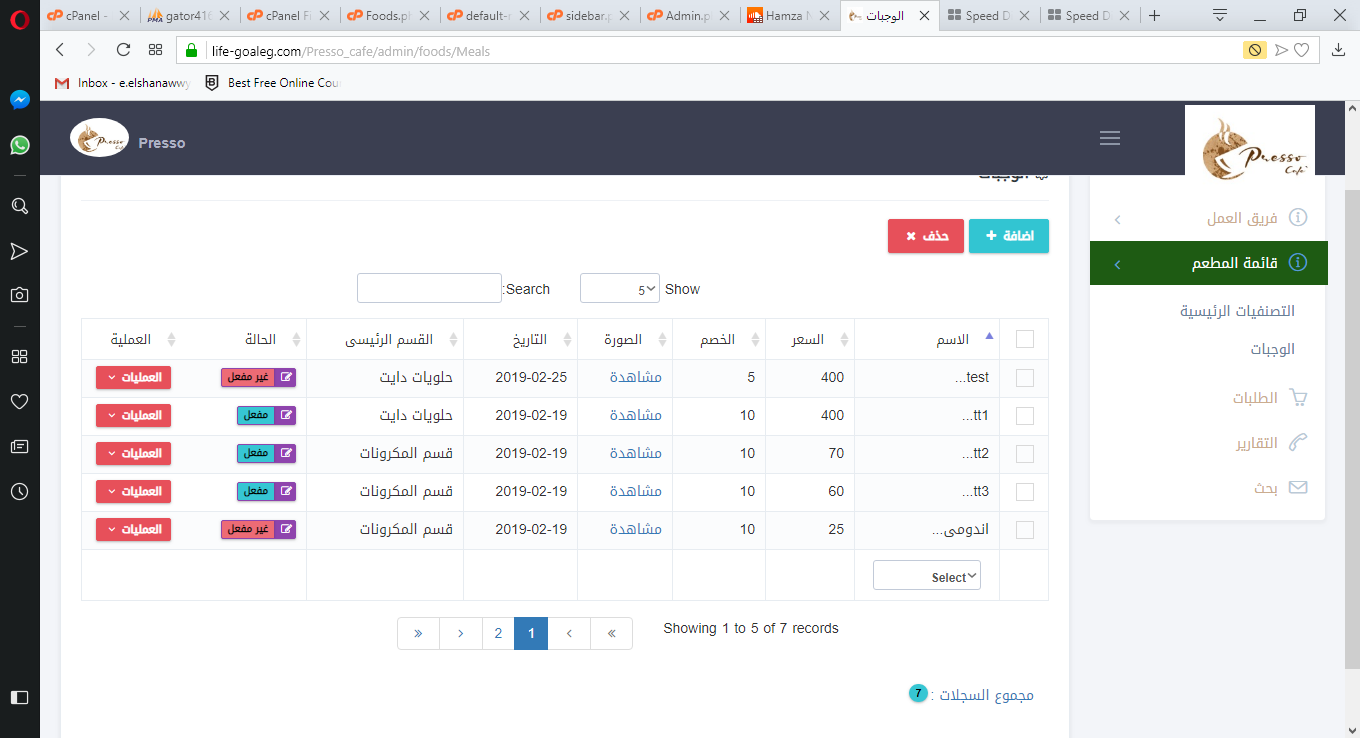 cPanel -
gator416
cPanel Fi
Foods.p
default-
sidebar.p
Admin.p
Hamza
الوجبات
Speed D
Speed D
life-goaleg.com/Presso_cafe/admin/foods/Meals
Inbox - e.elshanawwy
Best Free Online Cou
Presso
Presso Cafe
الوجبات
فريق العمل
قائمة المطعم
التصنفيات الرئيسية
الوجبات
الطلبات
التقارير
بحث
اضافة + حذف ×
Show 5 Search:
الاسم السعر الخصم الصورة التاريخ القسم الرئيسى الحالة العملية
test... 400 5 مشاهدة 2019-02-25 حلويات دايت غير مفعل العمليات
tt1... 400 10 مشاهدة 2019-02-19 حلويات دايت مفعل العمليات
tt2... 70 10 مشاهدة 2019-02-19 قسم المكرونات مفعل العمليات
tt3... 60 10 مشاهدة 2019-02-19 قسم المكرونات مفعل العمليات
اندومى... 25 10 مشاهدة 2019-02-19 قسم المكرونات غير مفعل العمليات
Select
Showing 1 to 5 of 7 records
« ‹ 1 2 › »
مجموع السجلات : 7